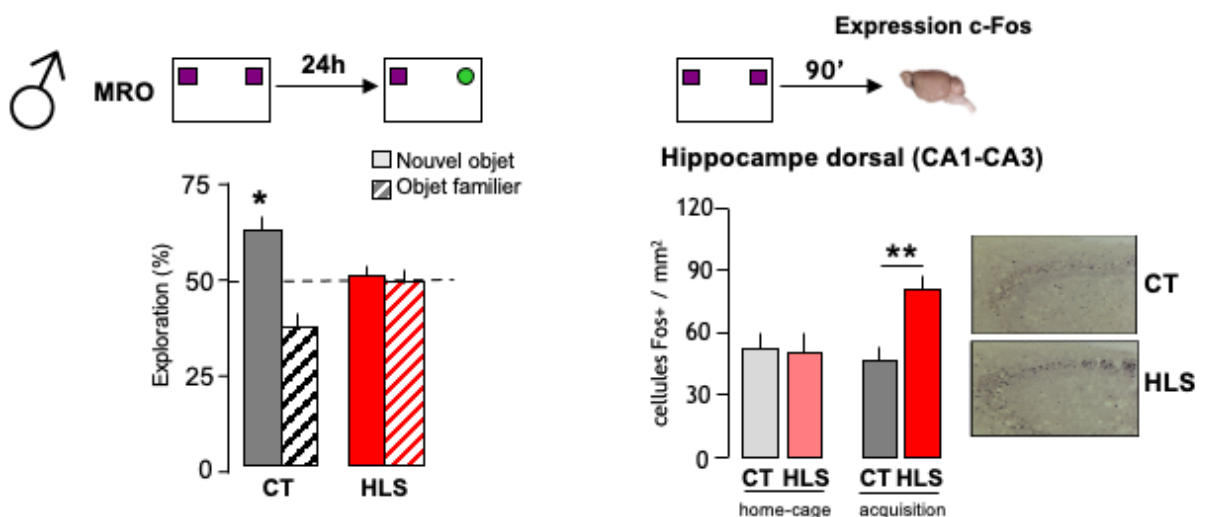 Expression c-Fos
MRO
24h
90’
Hippocampe dorsal (CA1-CA3)
Nouvel objet
Objet familier
Exploration (%)
75
50
25
0
*
CT
HLS
cellules Fos+ / mm²
120
90
60
30
0
**
CT HLS
home-cage
CT HLS
acquisition
CT
HLS